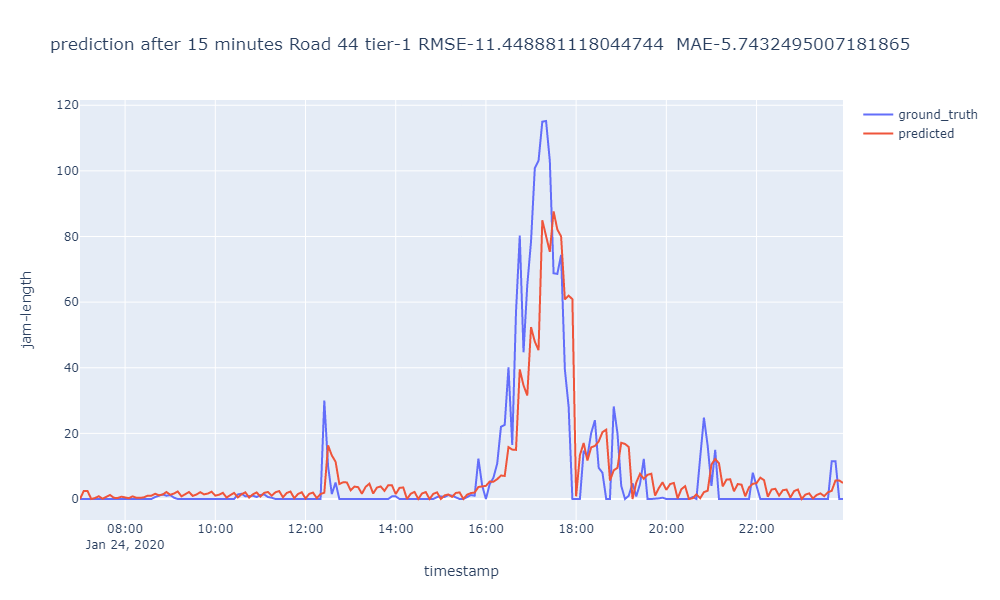 prediction after 15 minutes Road 44 tier-1 RMSE-11.448881118044744  MAE-5.7432495007181865
ground_truth
predicted
120
100
80
60
40
20
0
jam-length
08:00 10:00 12:00 14:00 16:00 18:00 20:00 22:00
Jan 24, 2020
timestamp